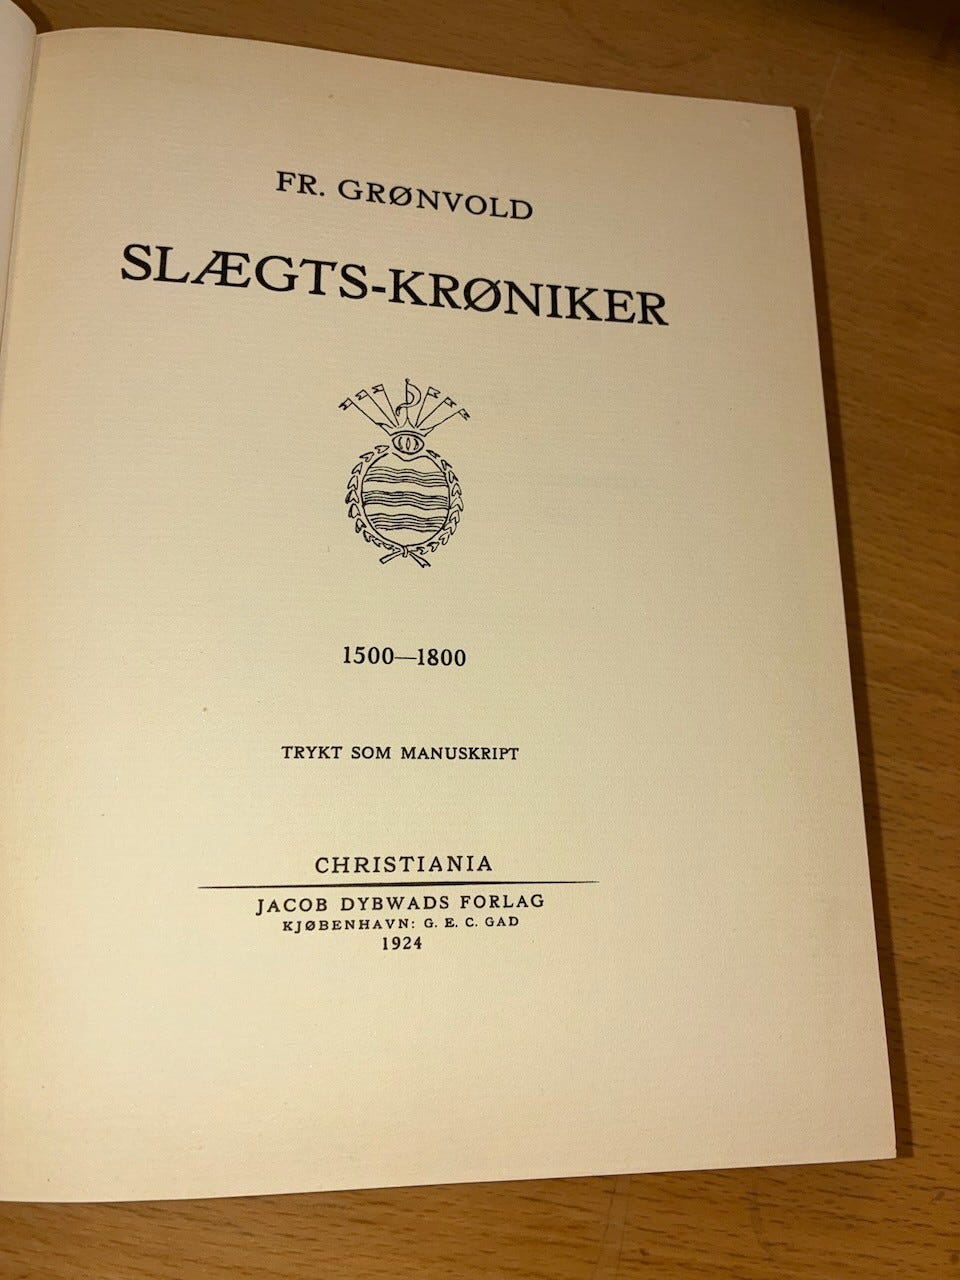 FR. GRØNVOLD
SLÆGTS-KRØNIKER
1500—1800
TRYKT SOM MANUSKRIPT
CHRISTIANIA
JACOB DYBWADS FORLAG
KJØBENHAVN: G. E. C. GAD
1924